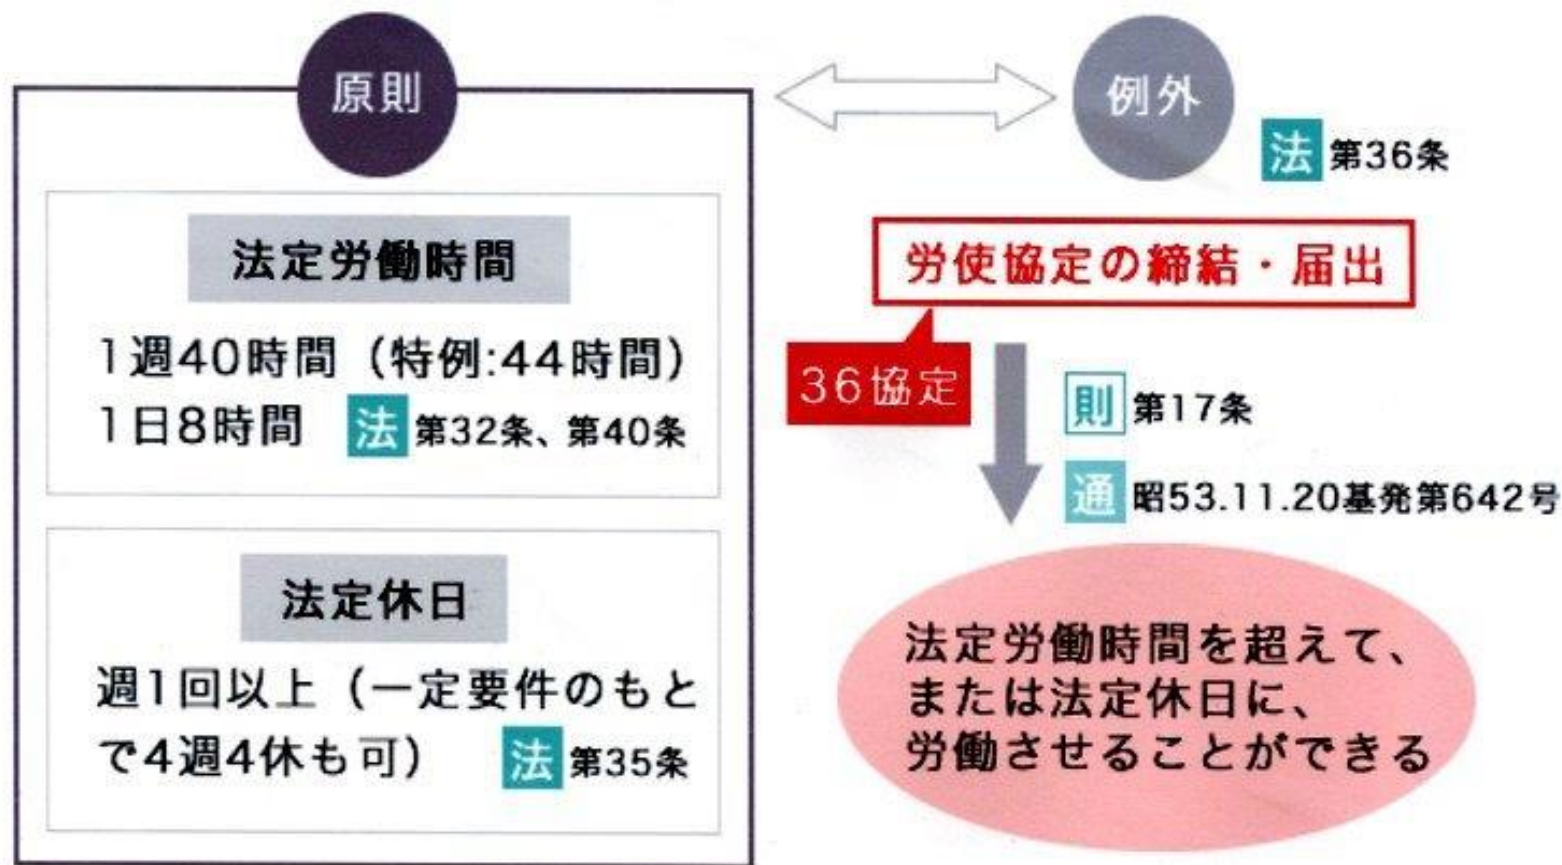 原則
法定労働時間
1週40時間（特例:44時間）
1日8時間 法 第32条、第40条
法定休日
週1回以上（一定要件のもと
で4週4休も可） 法 第35条
例外
法 第36条
労使協定の締結・届出
36協定
則 第17条
通 昭53.11.20基発第642号
法定労働時間を超えて、
または法定休日に、
労働させることができる